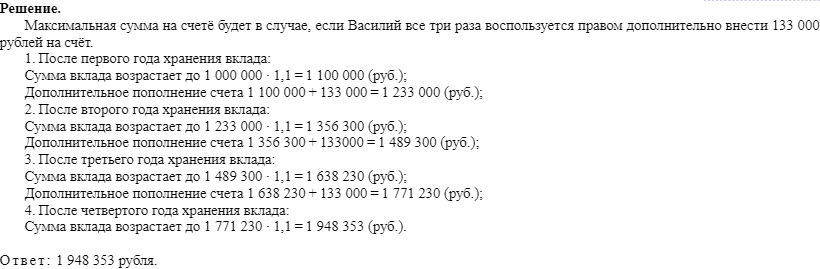 Решение.
Максимальная сумма на счетё будет в случае, если Василий все три раза воспользуется правом дополнительно внести 133 000
рублей на счёт.
1. После первого года хранения вклада:
Сумма вклада возрастает до 1 000 000 · 1,1 = 1 100 000 (руб.);
Дополнительное пополнение счета 1 100 000 + 133 000 = 1 233 000 (руб.);
2. После второго года хранения вклада:
Сумма вклада возрастает до 1 233 000 · 1,1 = 1 356 300 (руб.);
Дополнительное пополнение счета 1 356 300 + 133000 = 1 489 300 (руб.);
3. После третьего года хранения вклада:
Сумма вклада возрастает до 1 489 300 · 1,1 = 1 638 230 (руб.);
Дополнительное пополнение счета 1 638 230 + 133 000 = 1 771 230 (руб.);
4. После четвертого года хранения вклада:
Сумма вклада возрастает до 1 771 230 · 1,1 = 1 948 353 (руб.).
Ответ: 1 948 353 рубля.